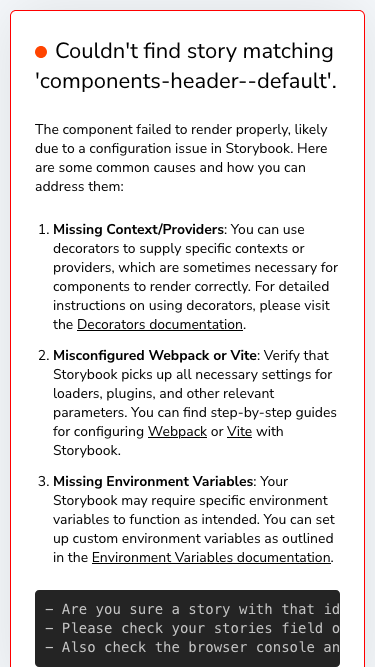 Couldn't find story matching
'components-header--default'.
The component failed to render properly, likely
due to a configuration issue in Storybook. Here
are some common causes and how you can
address them:
1. Missing Context/Providers: You can use
decorators to supply specific contexts or
providers, which are sometimes necessary for
components to render correctly. For detailed
instructions on using decorators, please visit
the Decorators documentation.
2. Misconfigured Webpack or Vite: Verify that
Storybook picks up all necessary settings for
loaders, plugins, and other relevant
parameters. You can find step-by-step guides
for configuring Webpack or Vite with
Storybook.
3. Missing Environment Variables: Your
Storybook may require specific environment
variables to function as intended. You can set
up custom environment variables as outlined
in the Environment Variables documentation.
– Are you sure a story with that id
– Please check your stories field o
– Also check the browser console an